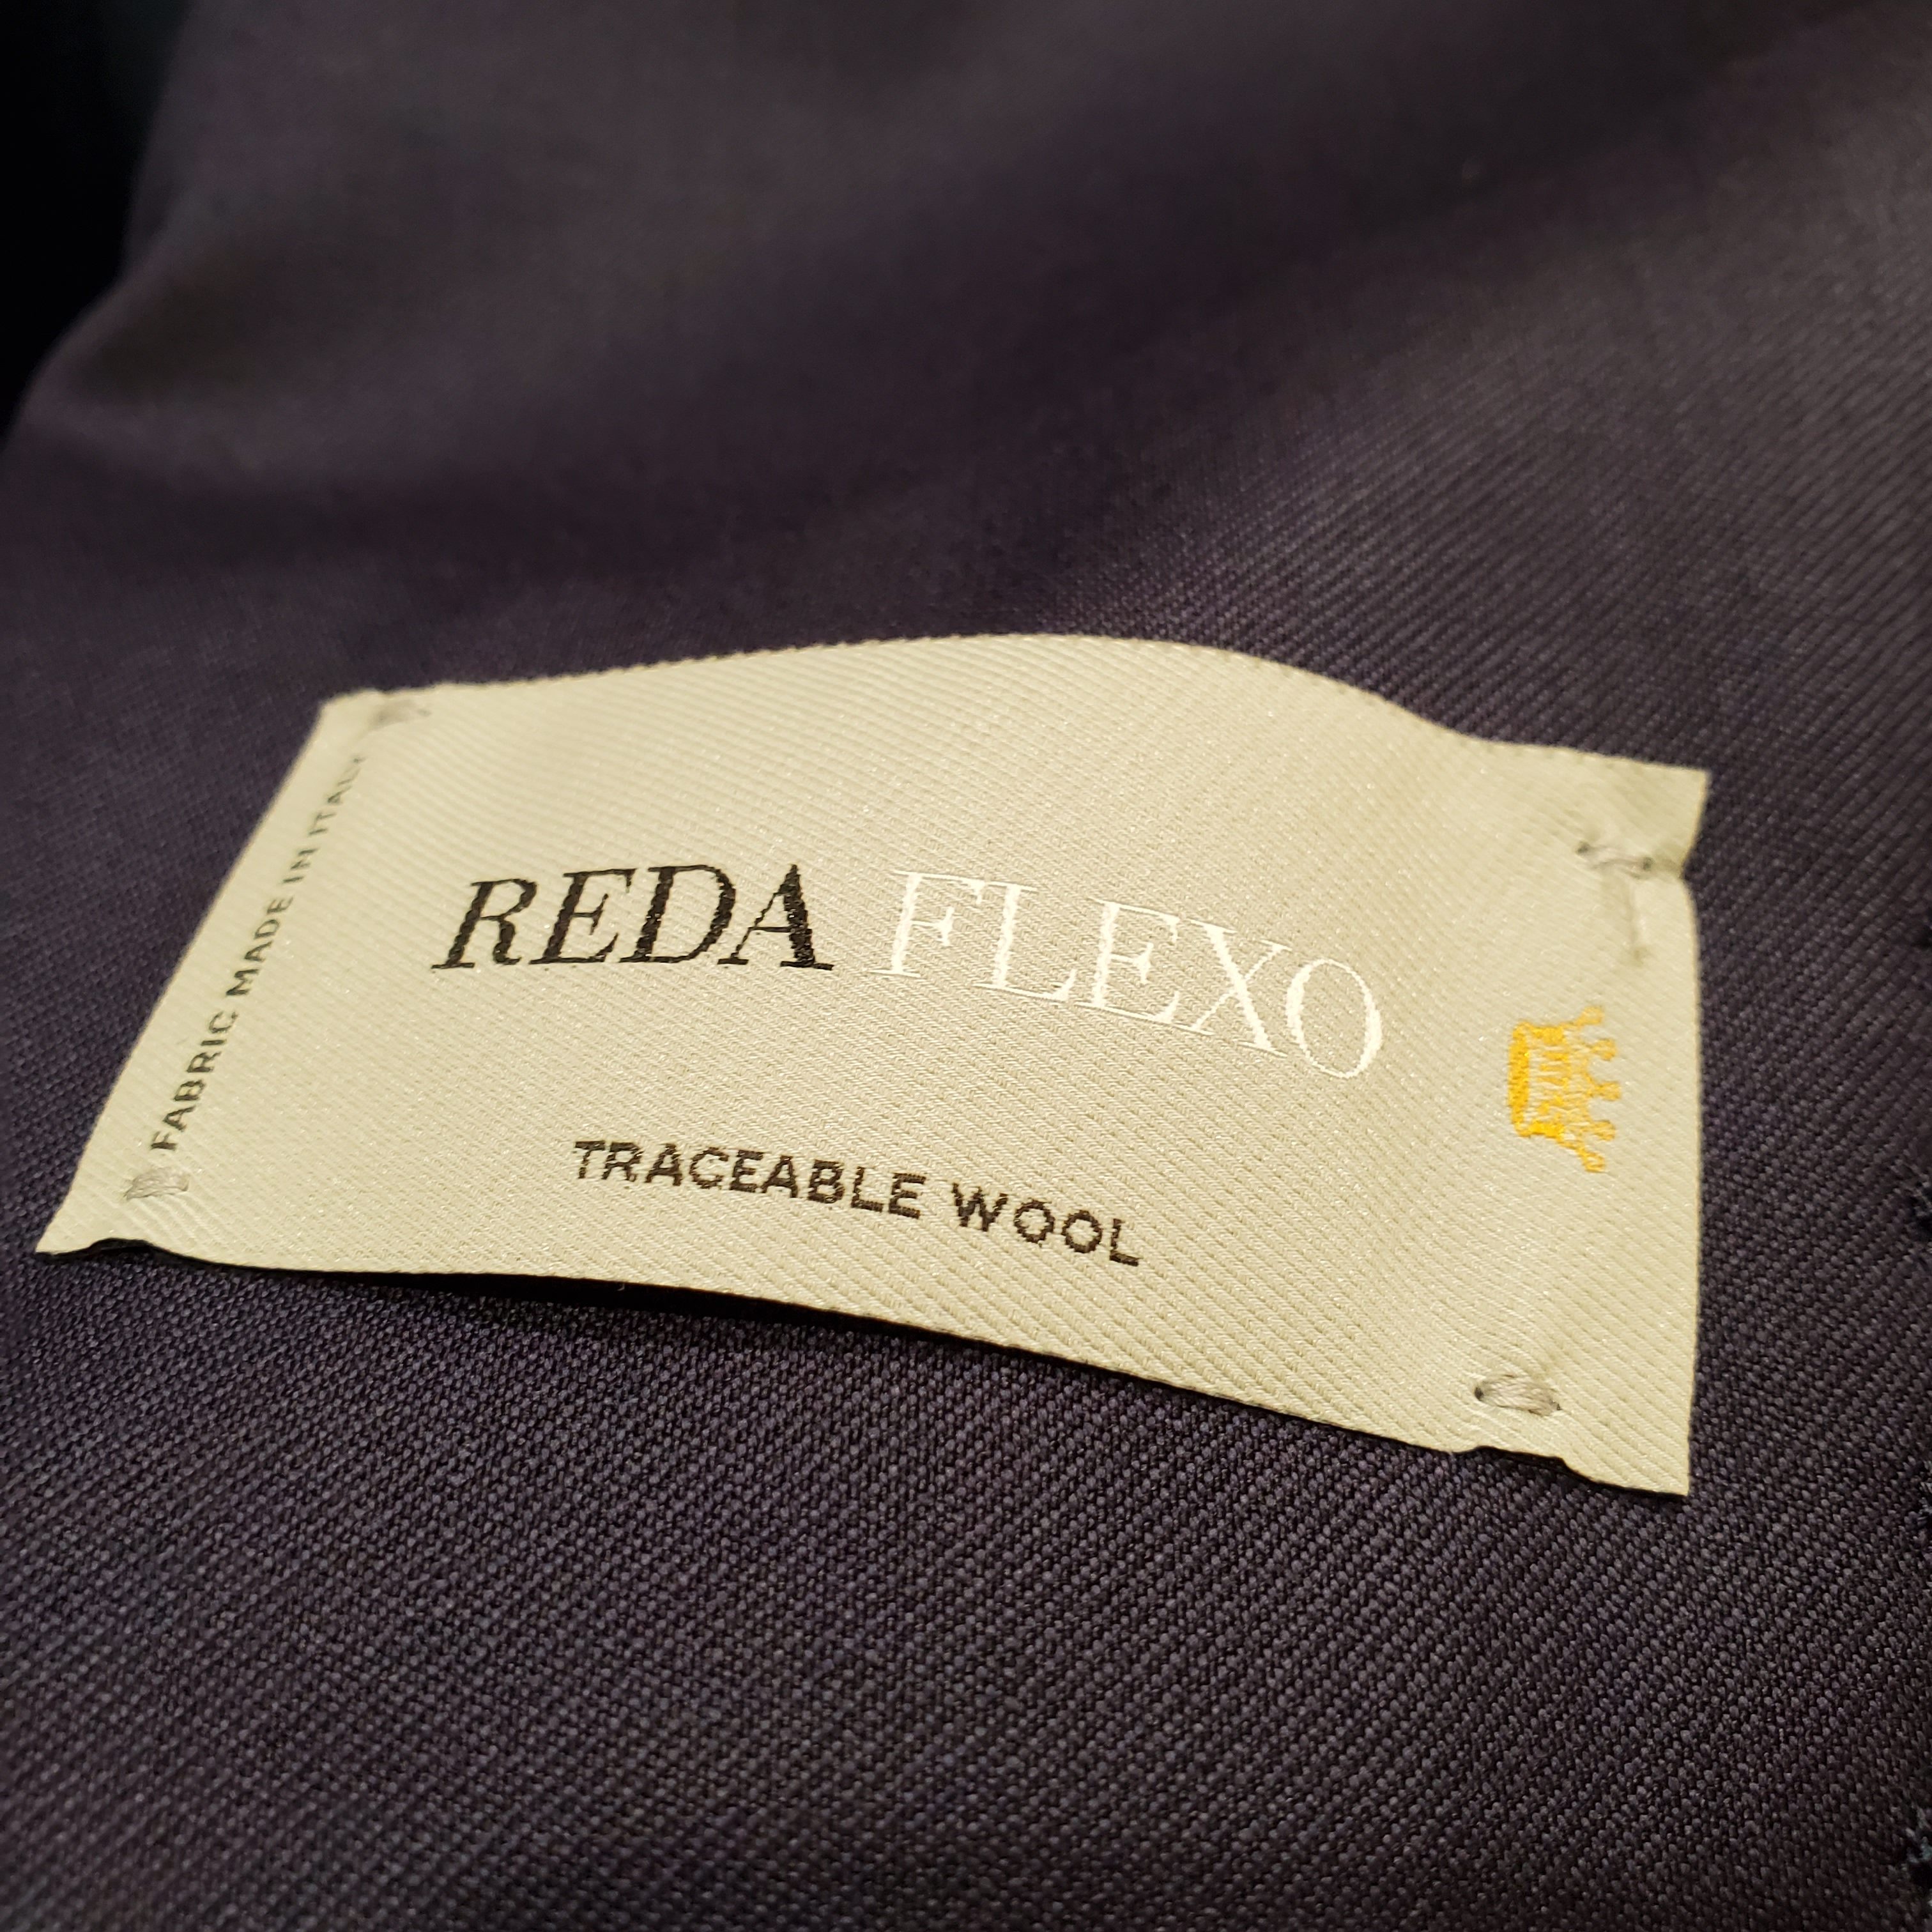 FABRIC MADE IN ITALY
REDA FLEXO
TRACEABLE WOOL